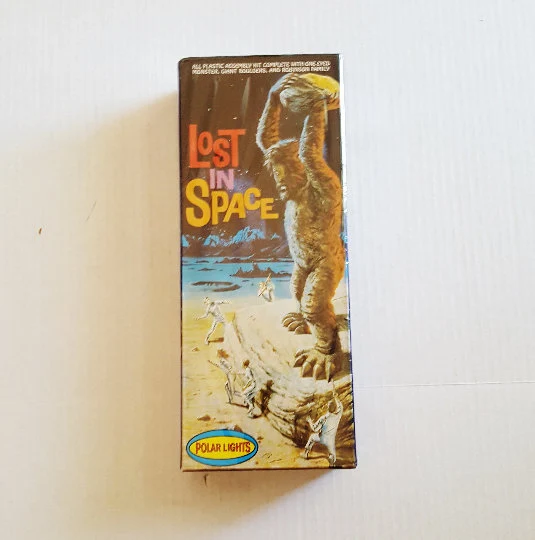 ALL PLASTIC ASSEMBLY KIT COMPLETE WITH ONE-EYED
MONSTER, GIANT BOULDERS, AND ROBINSON FAMILY
LOST
IN
SPACE
POLAR LIGHTS